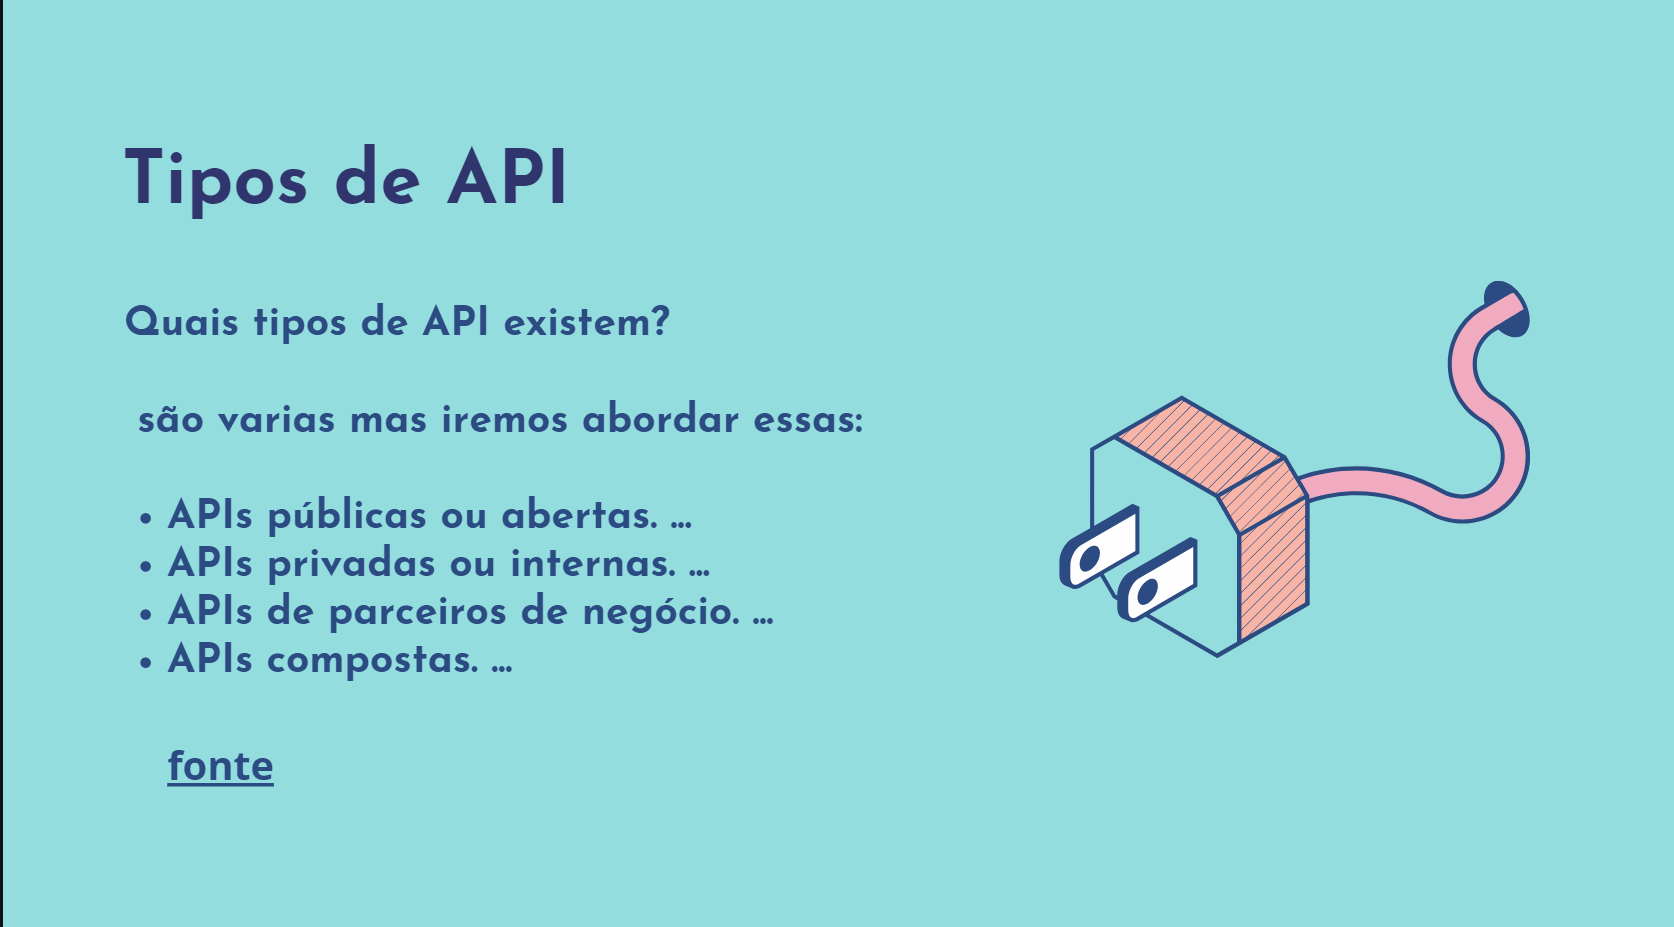 Tipos de API
Quais tipos de API existem?
são varias mas iremos abordar essas:
• APIs públicas ou abertas. ...
• APIs privadas ou internas. ...
• APIs de parceiros de negócio. ...
• APIs compostas. ...
fonte